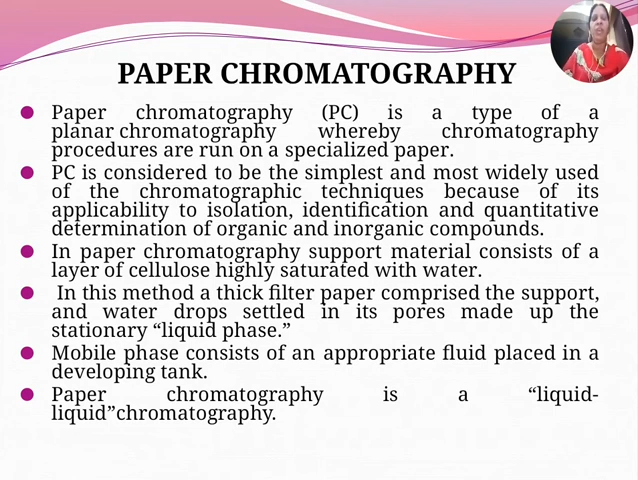 PAPER CHROMATOGRAPHY
Paper chromatography (PC) is a type of a
planar chromatography whereby chromatography
procedures are run on a specialized paper.
PC is considered to be the simplest and most widely used
of the chromatographic techniques because of its
applicability to isolation, identification and quantitative
determination of organic and inorganic compounds.
In paper chromatography support material consists of a
layer of cellulose highly saturated with water.
In this method a thick filter paper comprised the support,
and water drops settled in its pores made up the
stationary “liquid phase.”
Mobile phase consists of an appropriate fluid placed in a
developing tank.
Paper chromatography is a “liquid-
liquid”chromatography.